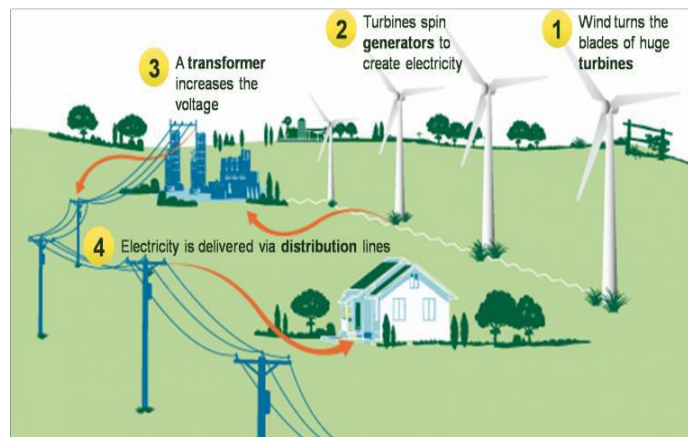 1
Wind turns the
blades of huge
turbines
2
Turbines spin
generators to
create electricity
3
A transformer
increases the
voltage
4
Electricity is delivered via distribution lines